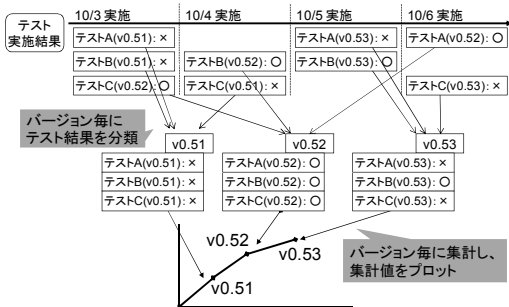 テスト
実施結果
10/3 実施
10/4 実施
10/5 実施
10/6 実施
テストA(v0.51): ×
テストB(v0.51): ×
テストC(v0.52): ○
テストB(v0.52): ○
テストC(v0.51): ×
テストA(v0.53): ×
テストB(v0.53): ○
テストA(v0.52): ○
テストC(v0.53): ×
バージョン毎に
テスト結果を分類
v0.51
テストA(v0.51): ×
テストB(v0.51): ×
テストC(v0.51): ×
v0.52
テストA(v0.52): ○
テストB(v0.52): ○
テストC(v0.52): ○
v0.53
テストA(v0.53): ×
テストB(v0.53): ○
テストC(v0.53): ×
v0.52
v0.53
v0.51
バージョン毎に集計し、
集計値をプロット